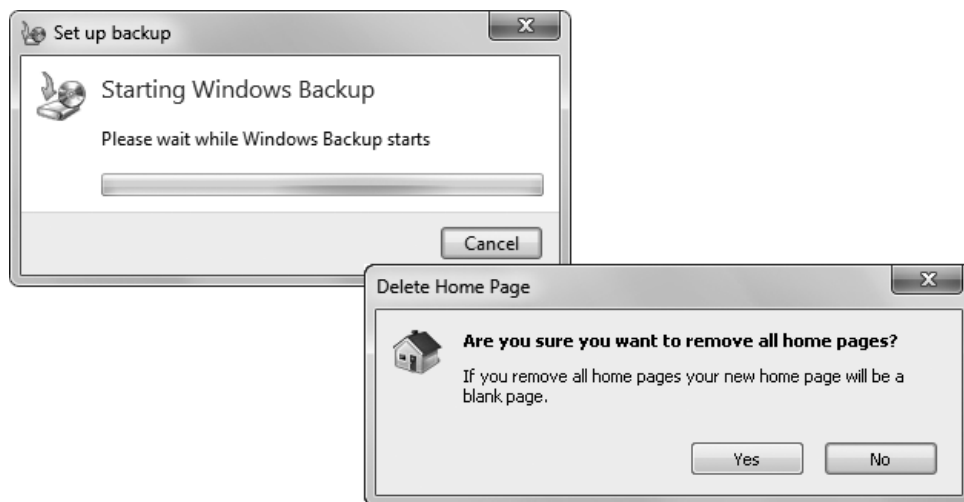 Set up backup
Starting Windows Backup
Please wait while Windows Backup starts
Cancel
Delete Home Page
Are you sure you want to remove all home pages?
If you remove all home pages your new home page will be a
blank page.
Yes
No